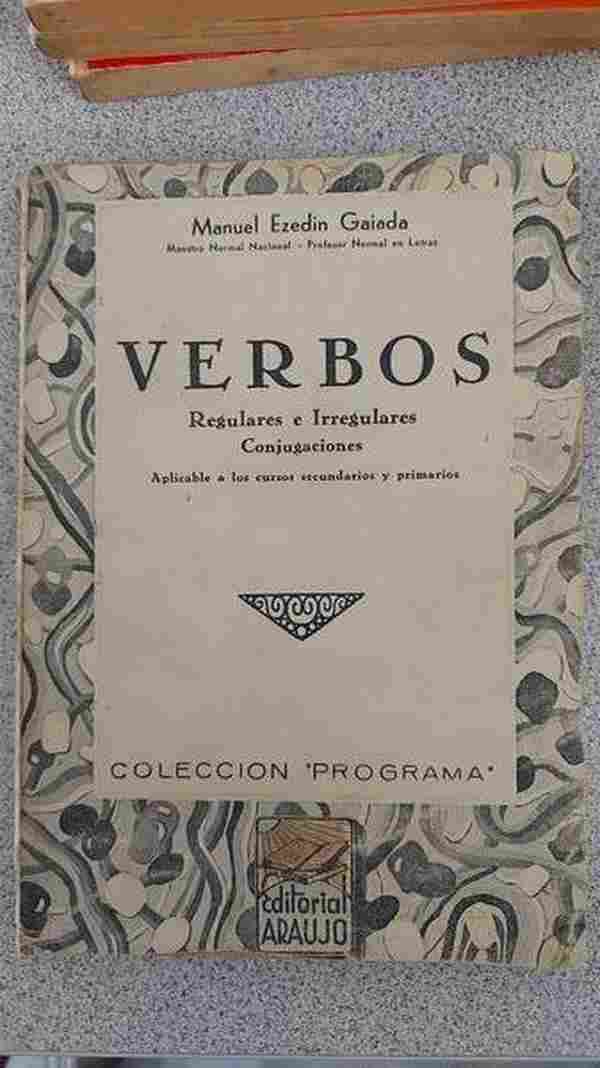 Manuel Ezedin Gaiada
Maestro Normal Nacional - Profesor Normal en Letras
VERBOS
Regulares e Irregulares
Conjugaciones
Aplicable a los cursos secundarios y primarios
COLECCION "PROGRAMA"
editorial
ARAUJO